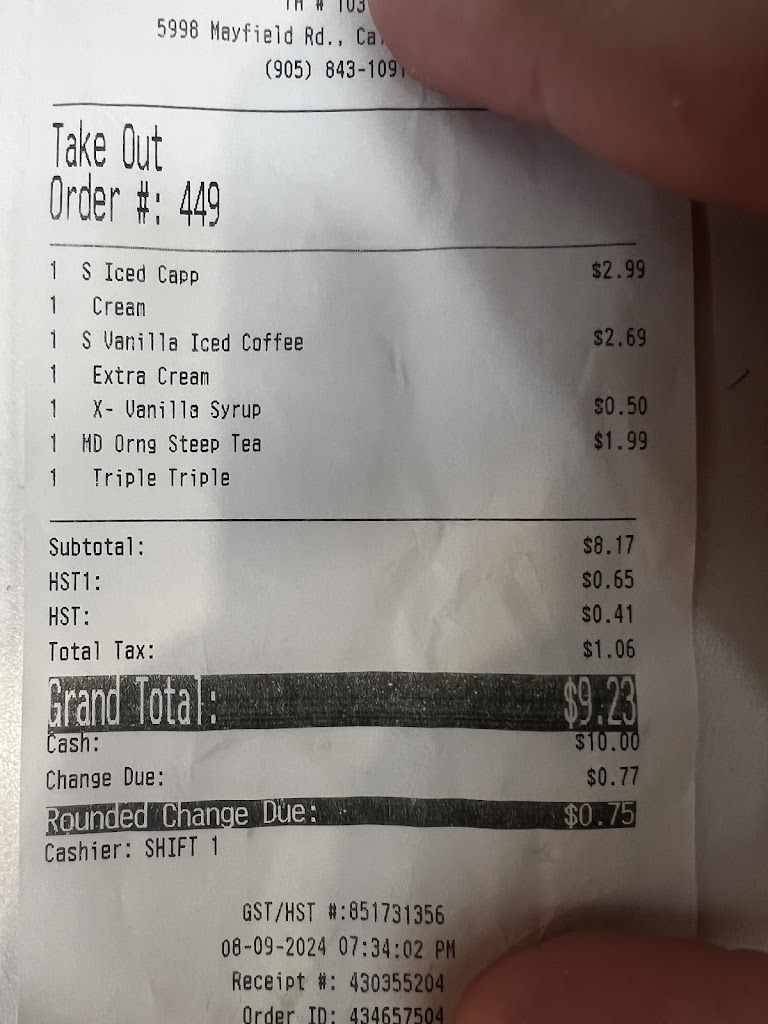 TH # 103
5998 Mayfield Rd., Ca
(905) 843-109
Take Out
Order #: 449
1 S Iced Capp $2.99
1 Cream
1 S Vanilla Iced Coffee $2.69
1 Extra Cream
1 X- Vanilla Syrup $0.50
1 MD Orng Steep Tea $1.99
1 Triple Triple
Subtotal: $8.17
HST1: $0.65
HST: $0.41
Total Tax: $1.06
Grand Total: $9.23
Cash: $10.00
Change Due: $0.77
Rounded Change Due: $0.75
Cashier: SHIFT 1
GST/HST #:851731356
08-09-2024 07:34:02 PM
Receipt #: 430355204
Order ID: 434657504